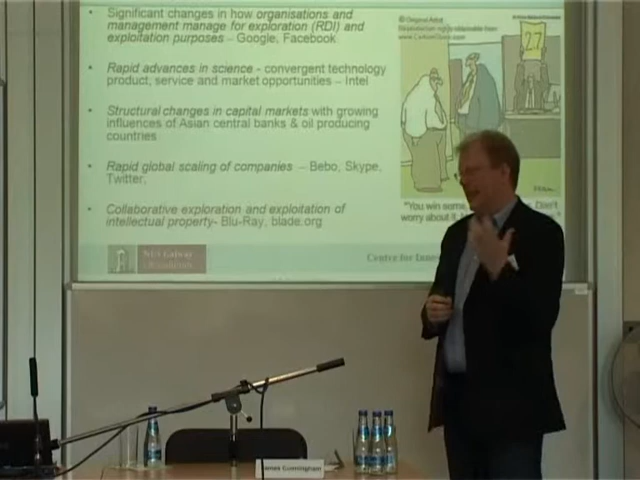 Significant changes in how organisations and
management manage for exploration (RDI) and
exploitation purposes – Google, Facebook
Rapid advances in science - convergent technology
product, service and market opportunities – Intel
Structural changes in capital markets with growing
influences of Asian central banks & oil producing
countries
Rapid global scaling of companies – Bebo, Skype,
Twitter,
Collaborative exploration and exploitation of
intellectual property- Blu-Ray, blade.org
© Original Artist
27
"You win some, Don't
worry about it,
NUI Galway
Centre for
James Cunningham